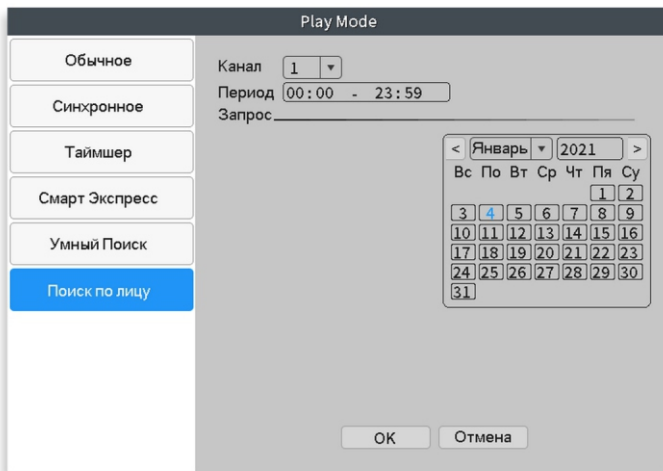 Play Mode
Обычное
Синхронное
Таймшер
Смарт Экспресс
Умный Поиск
Поиск по лицу
Канал 1
Период 00:00 - 23:59
Запрос
< Январь 2021 >
Вс По Вт Ср Чт Пя Су
1 2
3 4 5 6 7 8 9
10 11 12 13 14 15 16
17 18 19 20 21 22 23
24 25 26 27 28 29 30
31
OK Отмена